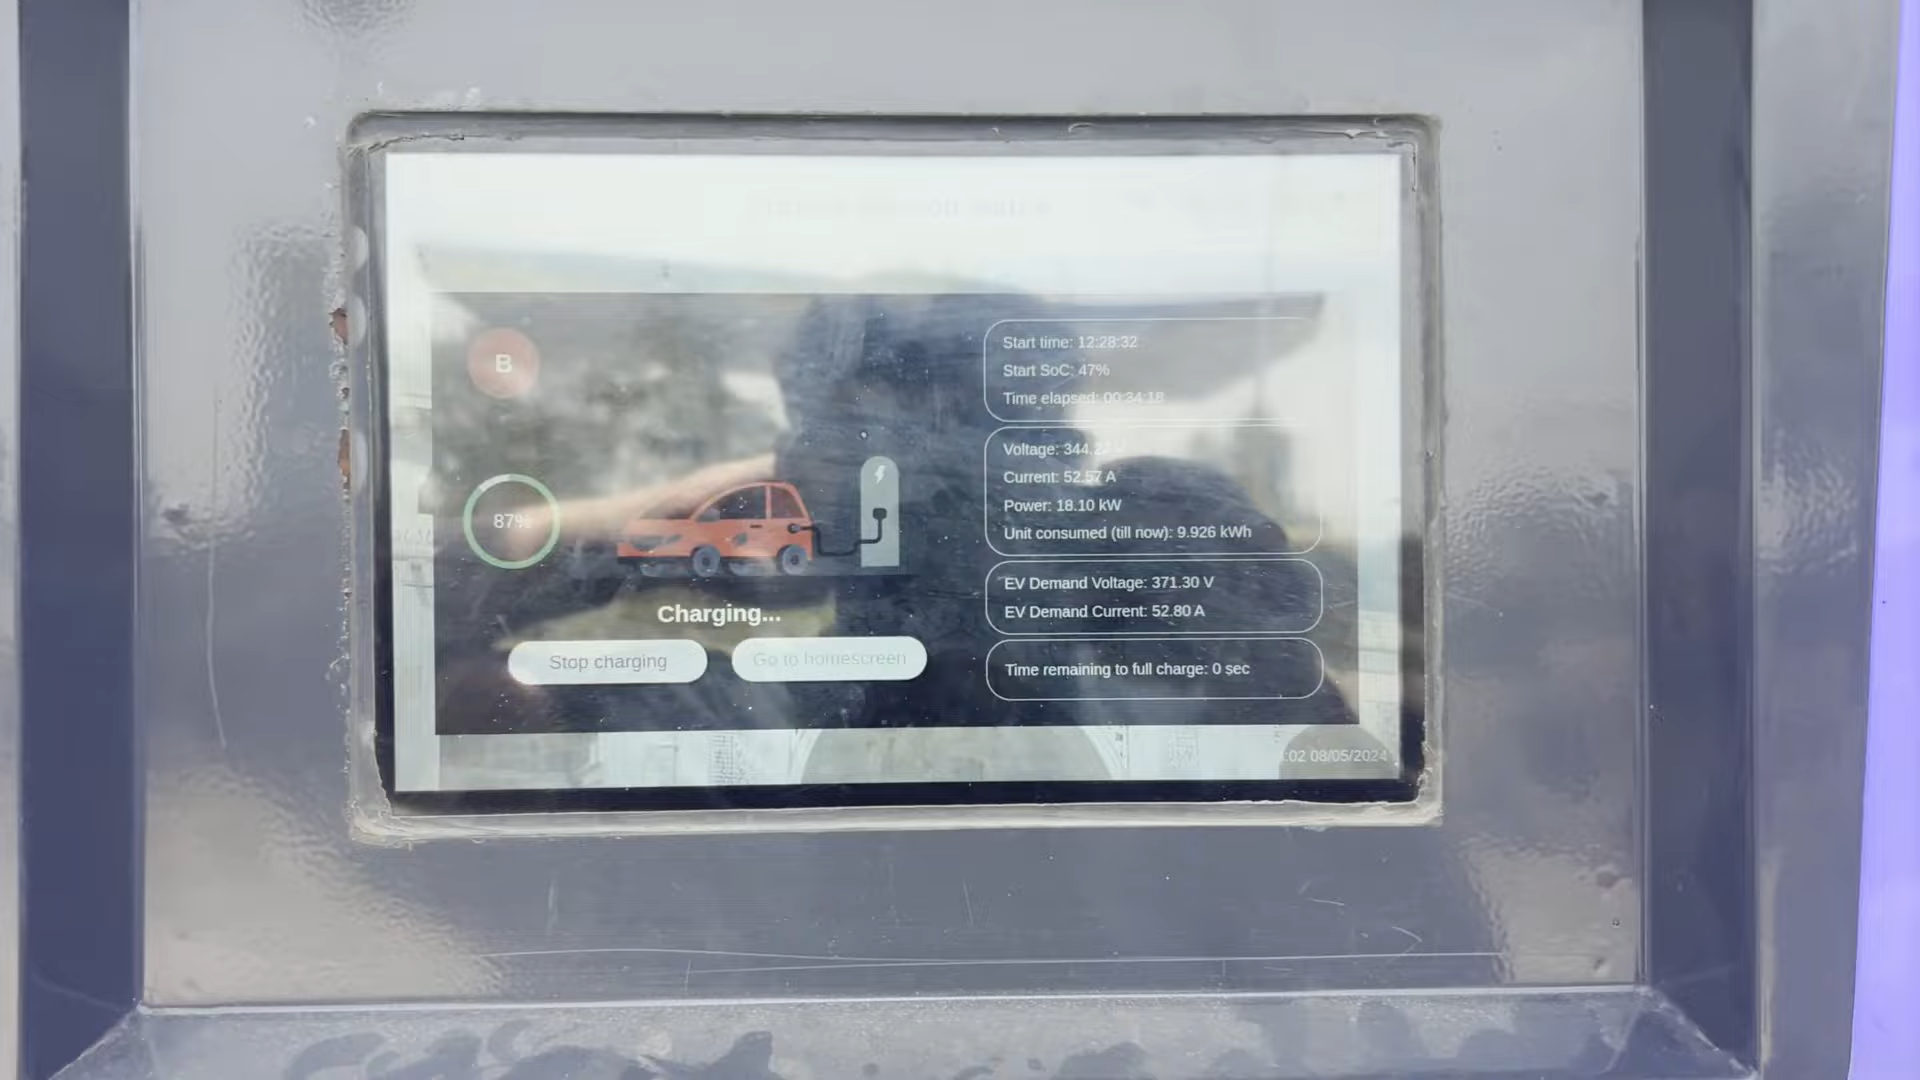 B
Start time: 12:28:32
Start SoC: 47%
Time elapsed: 00:34:18
Voltage: 344.2
Current: 52.57 A
Power: 18.10 kW
Unit consumed (till now): 9.926 kWh
87%
EV Demand Voltage: 371.30 V
EV Demand Current: 52.80 A
Charging...
Stop charging
Go to homescreen
Time remaining to full charge: 0 sec
:02 08/05/2024